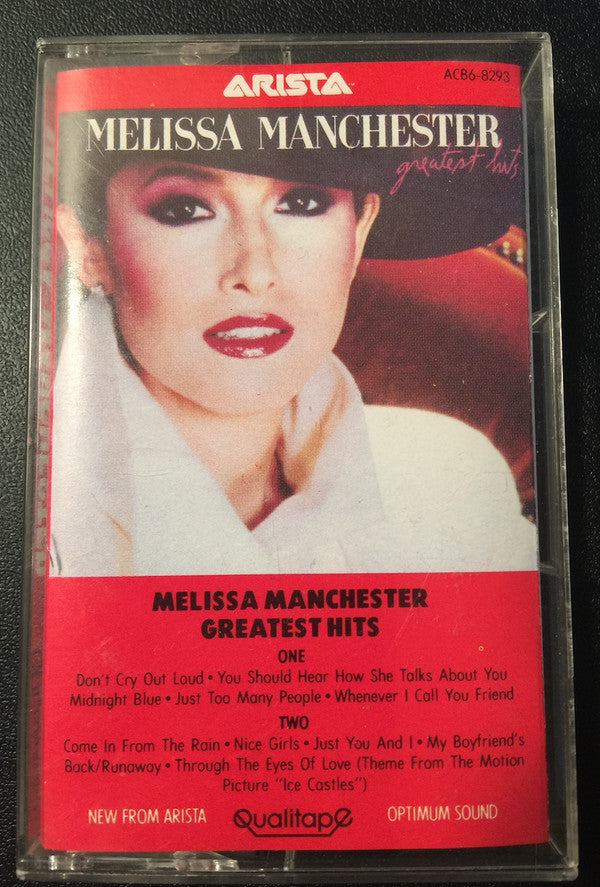 ARISTA™
ACB6-8293
MELISSA MANCHESTER
greatest hits
MELISSA MANCHESTER
GREATEST HITS
ONE
Don't Cry Out Loud • You Should Hear How She Talks About You
Midnight Blue • Just Too Many People • Whenever I Call You Friend
TWO
Come In From The Rain • Nice Girls • Just You And I • My Boyfriend's
Back/Runaway • Through The Eyes Of Love (Theme From The Motion
Picture "Ice Castles")
NEW FROM ARISTA Qualitape OPTIMUM SOUND